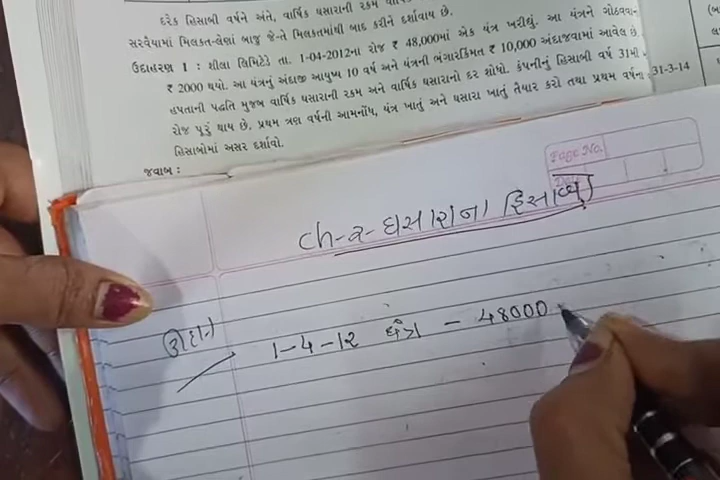 દરેક હિસાબી વર્ષને અંતે, વાર્ષિક ઘસારાની રકમ
સરવૈયામાં મિલકત-લેણાં બાજુ જે-તે મિલકતમાંથી બાદ કરીને દર્શાવાય છે.
ઉદાહરણ 1 : શીલા લિમિટેડે તા. 1-04-2012ના રોજ ₹ 48,000માં એક યંત્ર ખરીદ્યું. આ યંત્રને ગોઠવવાનો
₹ 2000 થયો. આ યંત્રનું અંદાજી આયુષ્ય 10 વર્ષ અને યંત્રની ભંગારકિંમત ₹ 10,000 અંદાજવામાં આવેલ છે.
હપતાની પદ્ધતિ મુજબ વાર્ષિક ઘસારાની રકમ અને વાર્ષિક ઘસારાનો દર શોધો. કંપનીનું હિસાબી વર્ષ 31મી
રોજ પૂરું થાય છે. પ્રથમ ત્રણ વર્ષની આમનોંધ, યંત્ર ખાતું અને ઘસારા ખાતું તૈયાર કરો તથા પ્રથમ વર્ષના
હિસાબોમાં અસર દર્શાવો.
જવાબ :
31-3-14
Page No.
Ch-2-ઘસારાના હિસાબો
1-4-12 યંત્ર - 48000